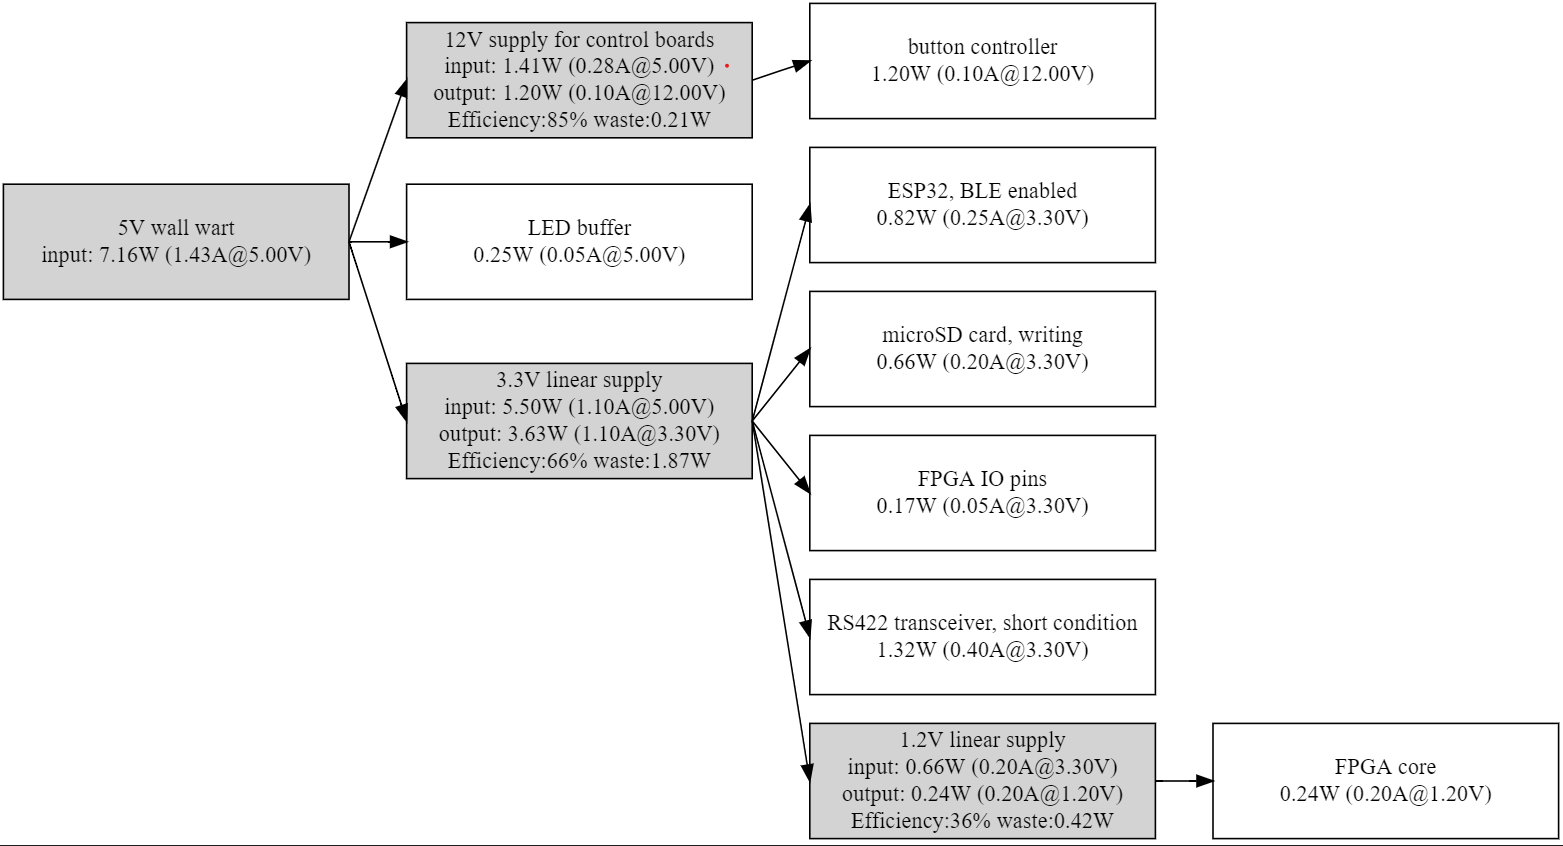 12V supply for control boards
input: 1.41W (0.28A@5.00V)
output: 1.20W (0.10A@12.00V)
Efficiency:85% waste:0.21W
button controller
1.20W (0.10A@12.00V)
5V wall wart
input: 7.16W (1.43A@5.00V)
LED buffer
0.25W (0.05A@5.00V)
ESP32, BLE enabled
0.82W (0.25A@3.30V)
microSD card, writing
0.66W (0.20A@3.30V)
3.3V linear supply
input: 5.50W (1.10A@5.00V)
output: 3.63W (1.10A@3.30V)
Efficiency:66% waste:1.87W
FPGA IO pins
0.17W (0.05A@3.30V)
RS422 transceiver, short condition
1.32W (0.40A@3.30V)
1.2V linear supply
input: 0.66W (0.20A@3.30V)
output: 0.24W (0.20A@1.20V)
Efficiency:36% waste:0.42W
FPGA core
0.24W (0.20A@1.20V)